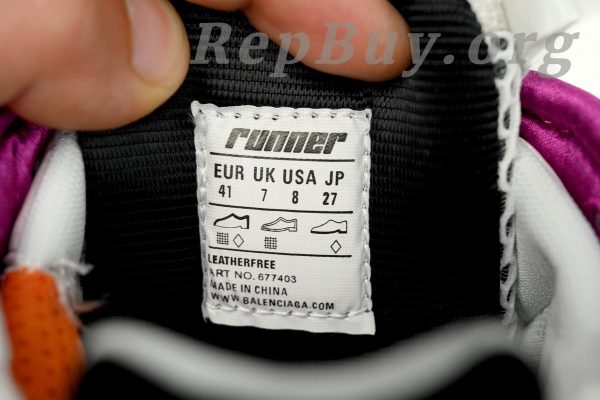 RepBuy.org
runner
EUR UK USA JP
41 7 8 27
LEATHERFREE
ART NO. 677403
MADE IN CHINA
WWW.BALENCIAGA.COM